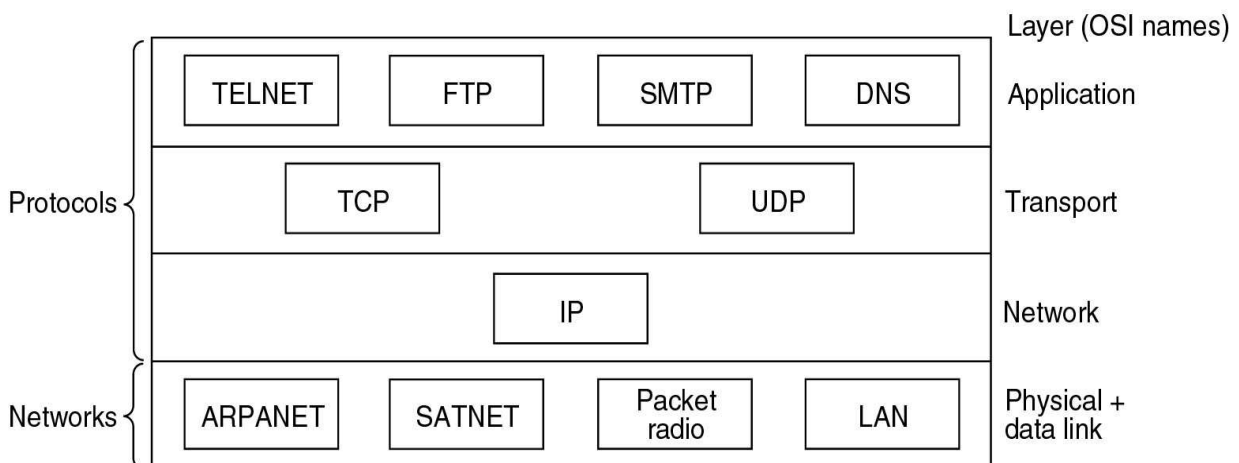 Layer (OSI names)
TELNET FTP SMTP DNS Application
Protocols TCP UDP Transport
IP Network
Networks ARPANET SATNET Packet radio LAN Physical +
data link